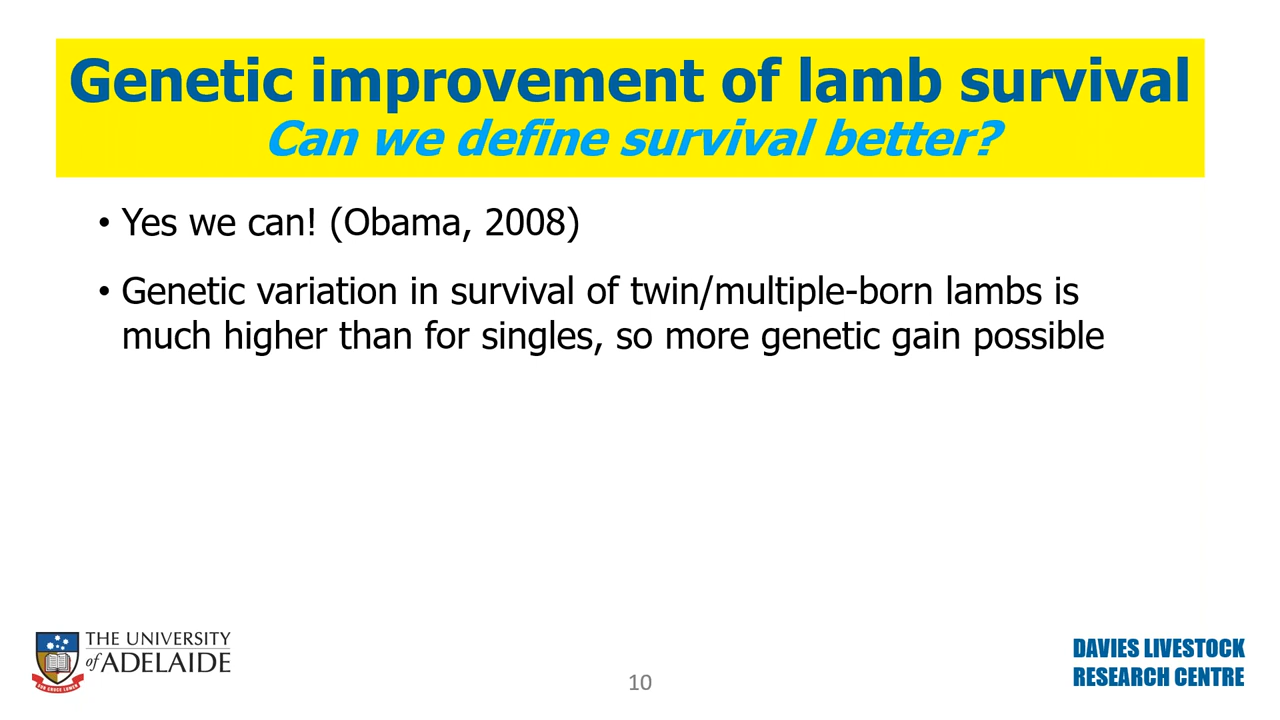 Genetic improvement of lamb survival
Can we define survival better?
• Yes we can! (Obama, 2008)
• Genetic variation in survival of twin/multiple-born lambs is
much higher than for singles, so more genetic gain possible
THE UNIVERSITY
of ADELAIDE
10
DAVIES LIVESTOCK
RESEARCH CENTRE